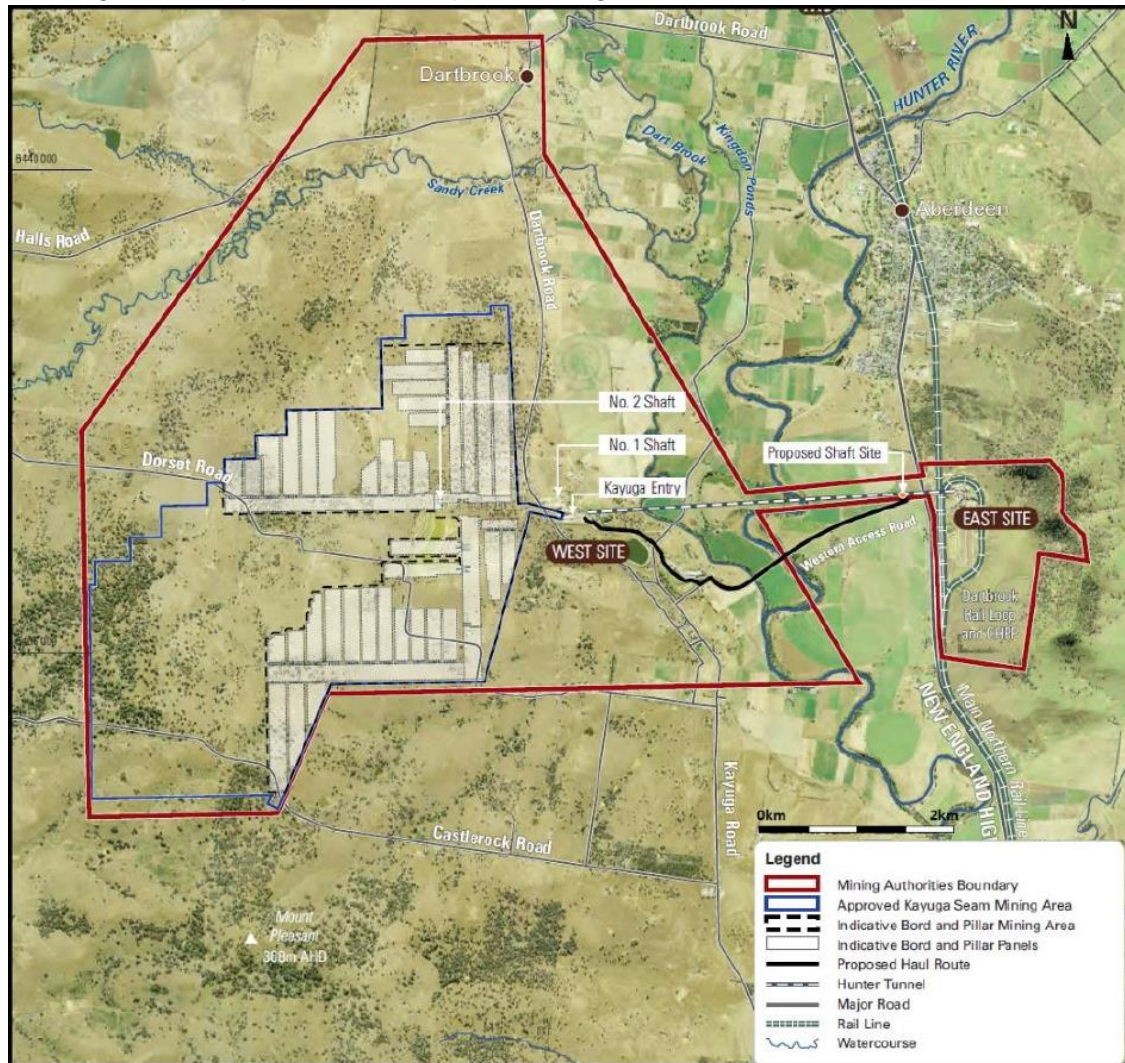 Dartbrook Road
N
Dartbrook
HUNTER RIVER
Dart Brook
Kingdon Ponds
Sandy Creek
Aberdeen
Halls Road
Dartbrook Road
No. 2 Shaft
No. 1 Shaft
Proposed Shaft Site
Dorset Road
Kayuga Entry
EAST SITE
WEST SITE
Western Access Road
Dartbrook
Rail Loop
and CHPP
NEW ENGLAND HIG
Main Northern Rail Line
Kayuga Road
0km
2km
Castlerock Road
Mount
Pleasant
368m AHD
Legend
Mining Authorities Boundary
Approved Kayuga Seam Mining Area
Indicative Bord and Pillar Mining Area
Indicative Bord and Pillar Panels
Proposed Haul Route
Hunter Tunnel
Major Road
Rail Line
Watercourse